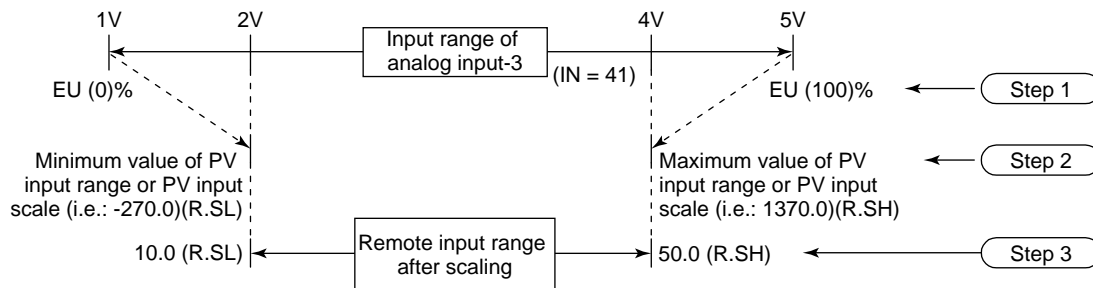 1V 2V 4V 5V
Input range of
analog input-3
(IN = 41)
EU (0)% EU (100)% Step 1
Minimum value of PV
input range or PV input
scale (i.e.: -270.0)(R.SL)
Maximum value of PV
input range or PV input
scale (i.e.: 1370.0)(R.SH)
Step 2
10.0 (R.SL)
Remote input range
after scaling
50.0 (R.SH)
Step 3